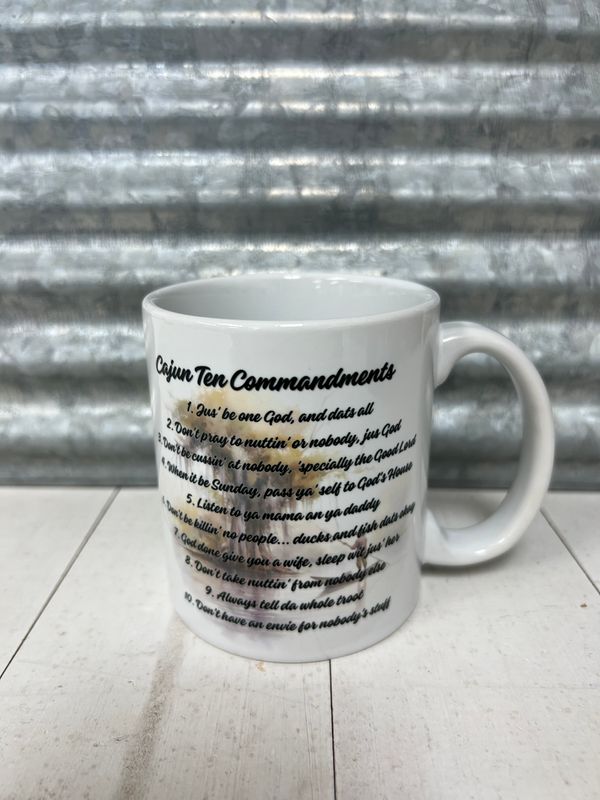 Cajun Ten Commandments
1. Jus' be one God, and dats all
2. Don't pray to nuttin' or nobody, jus God
3. Don't be cussin' at nobody, 'specially the Good Lord
4. When it be Sunday, pass ya' self to God's House
5. Listen to ya mama an ya daddy
6. Don't be killin' no people... ducks and fish dats okay
7. God done give you a wife, sleep wit jus' her
8. Don't take nuttin' from nobody else
9. Always tell da whole troot
10. Don't have an envie for nobody's stuff